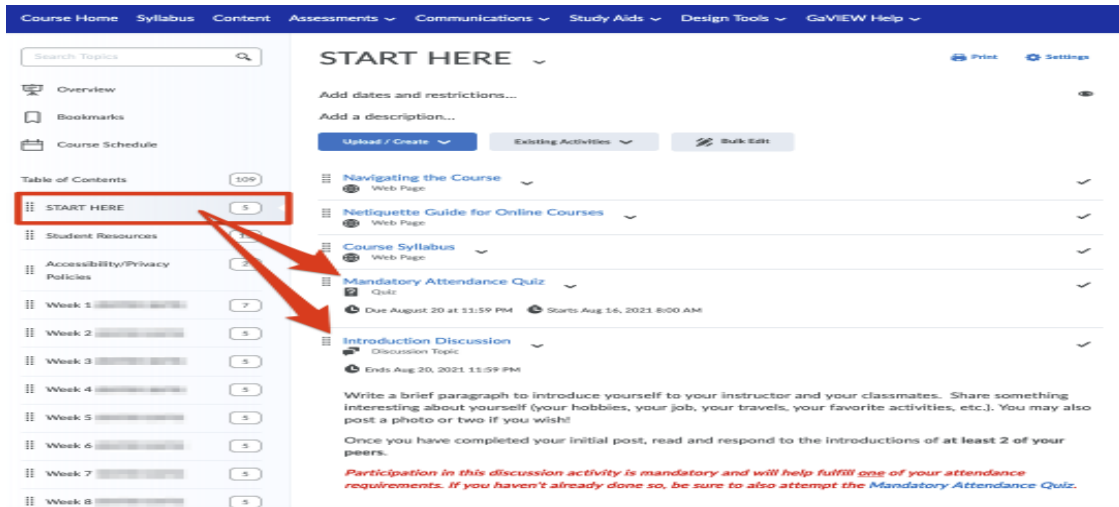 Course Home Syllabus Content Assessments Communications Study Aids Design Tools GaVIEW Help
Search Topics
Overview
Bookmarks
Course Schedule
Table of Contents 109
START HERE 5
Student Resources
Accessibility/Privacy
Policies
Week 1 7
Week 2 5
Week 3 5
Week 4 5
Week 5 5
Week 6 5
Week 7 5
Week 8 5
START HERE
Print Settings
Add dates and restrictions...
Add a description...
Upload / Create Existing Activities Bulk Edit
Navigating the Course
Web Page
Netiquette Guide for Online Courses
Web Page
Course Syllabus
Web Page
Mandatory Attendance Quiz
Quiz
Due August 20 at 11:59 PM Starts Aug 16, 2021 8:00 AM
Introduction Discussion
Discussion Topic
Ends Aug 20, 2021 11:59 PM
Write a brief paragraph to introduce yourself to your instructor and your classmates. Share something
interesting about yourself (your hobbies, your job, your travels, your favorite activities, etc.). You may also
post a photo or two if you wish!
Once you have completed your initial post, read and respond to the introductions of at least 2 of your
peers.
Participation in this discussion activity is mandatory and will help fulfill one of your attendance
requirements. If you haven't already done so, be sure to also attempt the Mandatory Attendance Quiz.